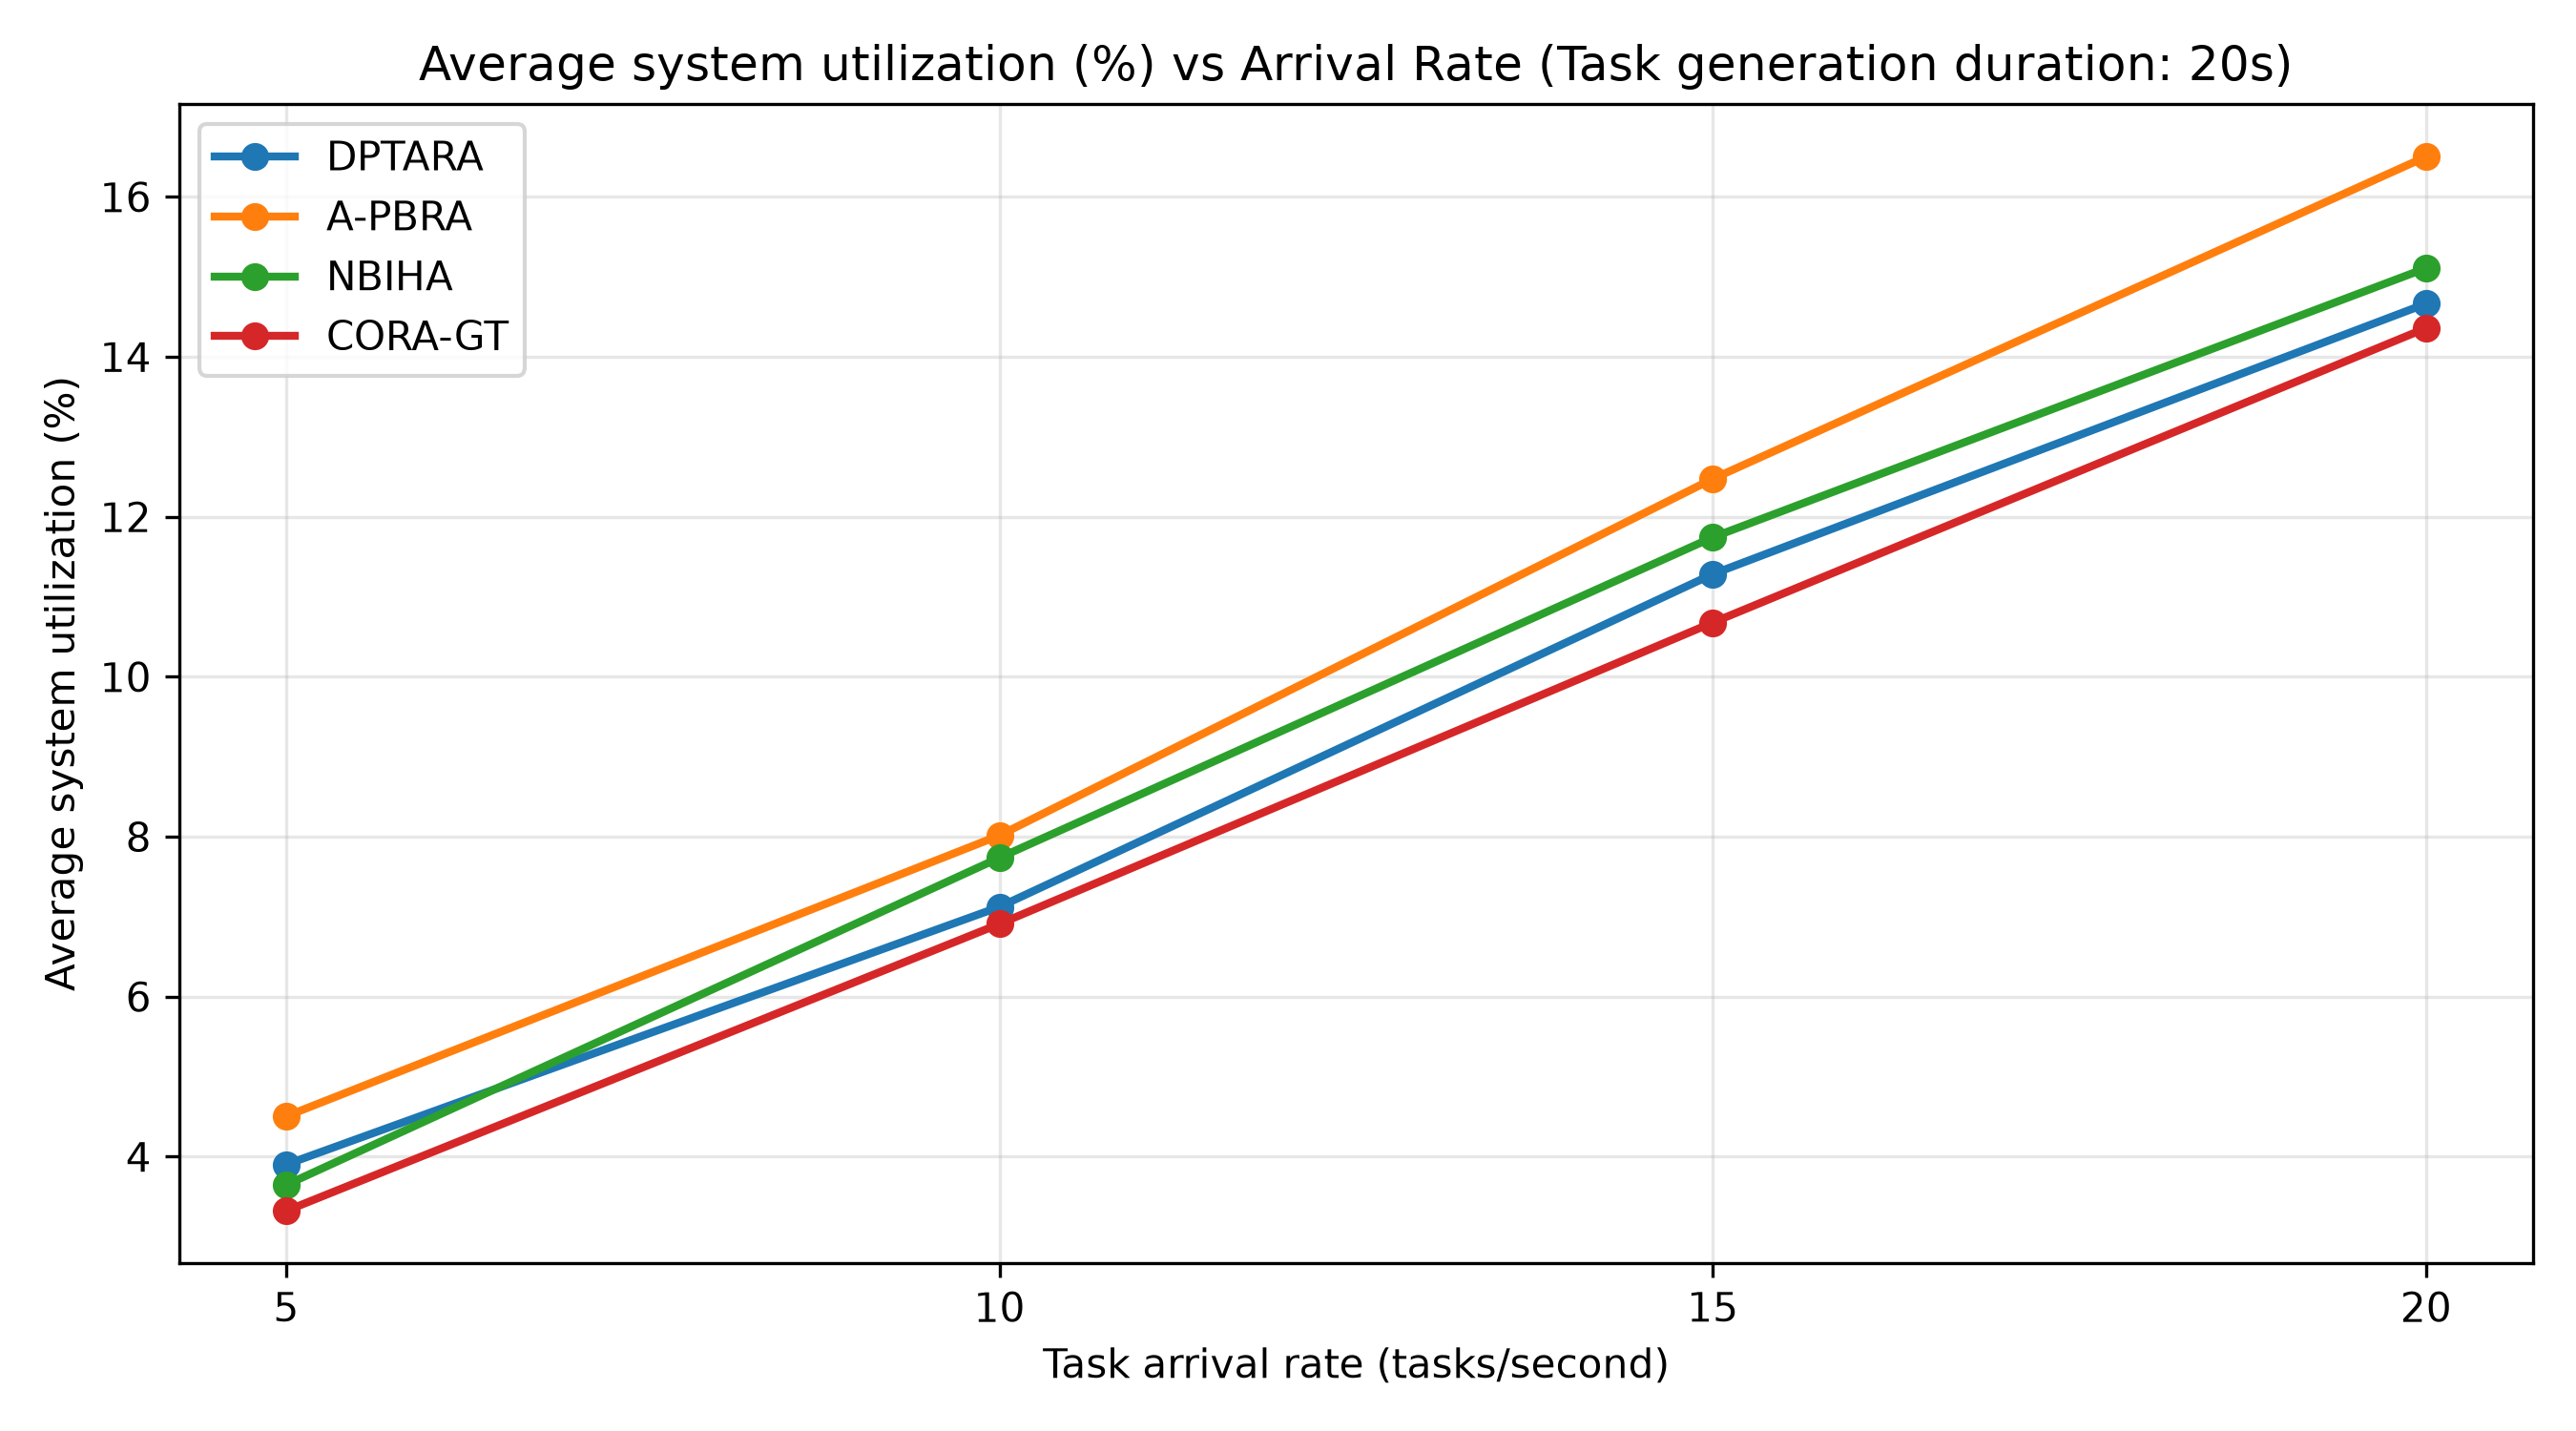 Average system utilization (%) vs Arrival Rate (Task generation duration: 20s)
DPTARA
A-PBRA
NBIHA
CORA-GT
Average system utilization (%)
16
14
12
10
8
6
4
5 10 15 20
Task arrival rate (tasks/second)